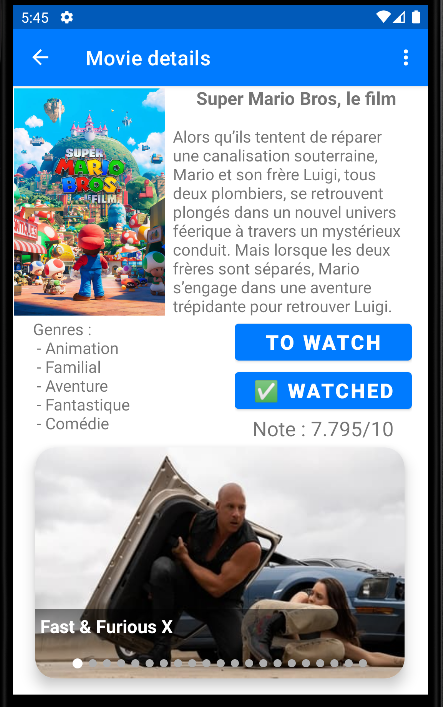 5:45
Movie details
Super Mario Bros, le film
SUPER
MARIO
BROS
LE FILM
Alors qu’ils tentent de réparer
une canalisation souterraine,
Mario et son frère Luigi, tous
deux plombiers, se retrouvent
plongés dans un nouvel univers
féerique à travers un mystérieux
conduit. Mais lorsque les deux
frères sont séparés, Mario
s’engage dans une aventure
trépidante pour retrouver Luigi.
Genres :
- Animation
- Familial
- Aventure
- Fantastique
- Comédie
TO WATCH
✅ WATCHED
Note : 7.795/10
Fast & Furious X